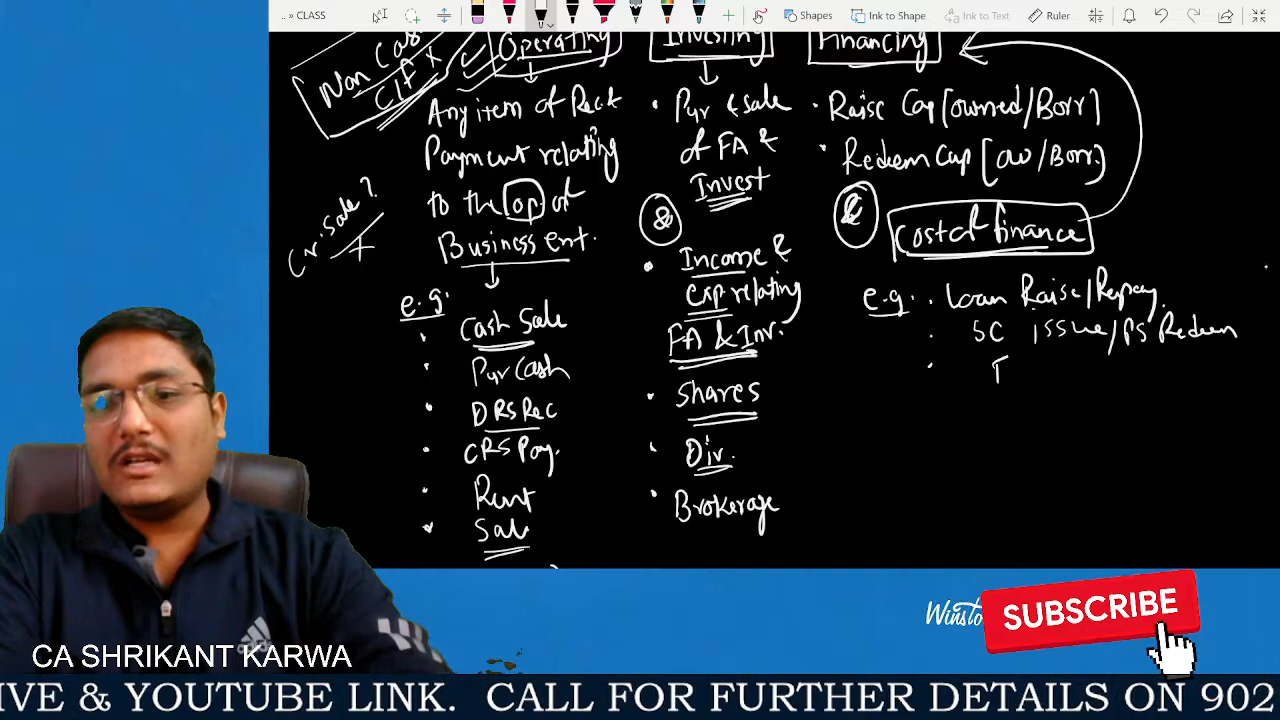 .. » CLASS
Shapes
Ink to Shape
Ink to Text
Ruler
Non Cas
CIF X
Cr. Sale ?
X
Operating
Any item of Rec &
Payment relating
to the op of
Business ent.
e.g.
Cash Sale
Pur Cash
DRS Rec
CRS Pay.
Rent
Investing
Pur & sale
of FA &
Invest
&
Income &
exp relating
FA & Inv.
Shares
Div.
Brokerage
Financing
Raise Cap [owned/Borr]
Redeem Cap [ow/Borr.]
&
Cost of finance
e.g. . Loan Raise/Repay.
SC issue/PS Redeem
I
SUBSCRIBE
CA SHRIKANT KARWA
IVE & YOUTUBE LINK. CALL FOR FURTHER DETAILS ON 902